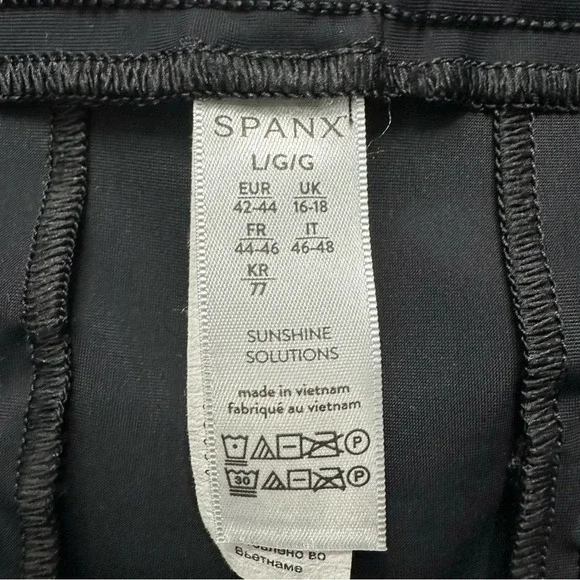 SPANX
L/G/G
EUR UK
42-44 16-18
FR IT
44-46 46-48
KR
77
SUNSHINE
SOLUTIONS
made in vietnam
fabriqué au vietnam
P
30 P
Вьетнаме